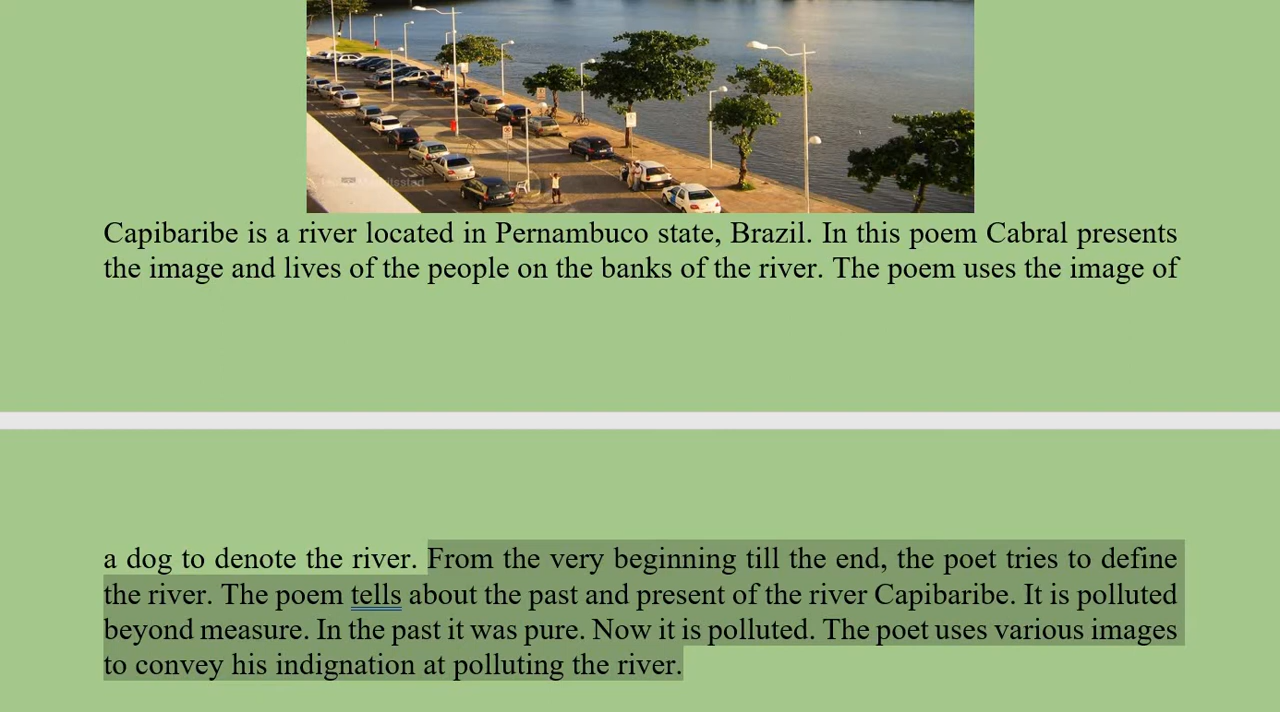 Capibaribe is a river located in Pernambuco state, Brazil. In this poem Cabral presents
the image and lives of the people on the banks of the river. The poem uses the image of
a dog to denote the river. From the very beginning till the end, the poet tries to define
the river. The poem tells about the past and present of the river Capibaribe. It is polluted
beyond measure. In the past it was pure. Now it is polluted. The poet uses various images
to convey his indignation at polluting the river.